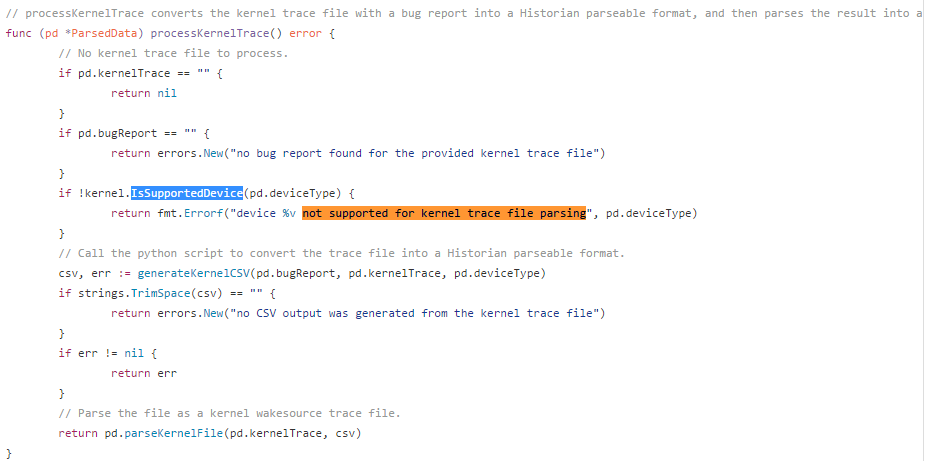 // processKernelTrace converts the kernel trace file with a bug report into a Historian parseable format, and then parses the result into a
func (pd *ParsedData) processKernelTrace() error {
// No kernel trace file to process.
if pd.kernelTrace == "" {
return nil
}
if pd.bugReport == "" {
return errors.New("no bug report found for the provided kernel trace file")
}
if !kernel.IsSupportedDevice(pd.deviceType) {
return fmt.Errorf("device %v not supported for kernel trace file parsing", pd.deviceType)
}
// Call the python script to convert the trace file into a Historian parseable format.
csv, err := generateKernelCSV(pd.bugReport, pd.kernelTrace, pd.deviceType)
if strings.TrimSpace(csv) == "" {
return errors.New("no CSV output was generated from the kernel trace file")
}
if err != nil {
return err
}
// Parse the file as a kernel wakesource trace file.
return pd.parseKernelFile(pd.kernelTrace, csv)
}